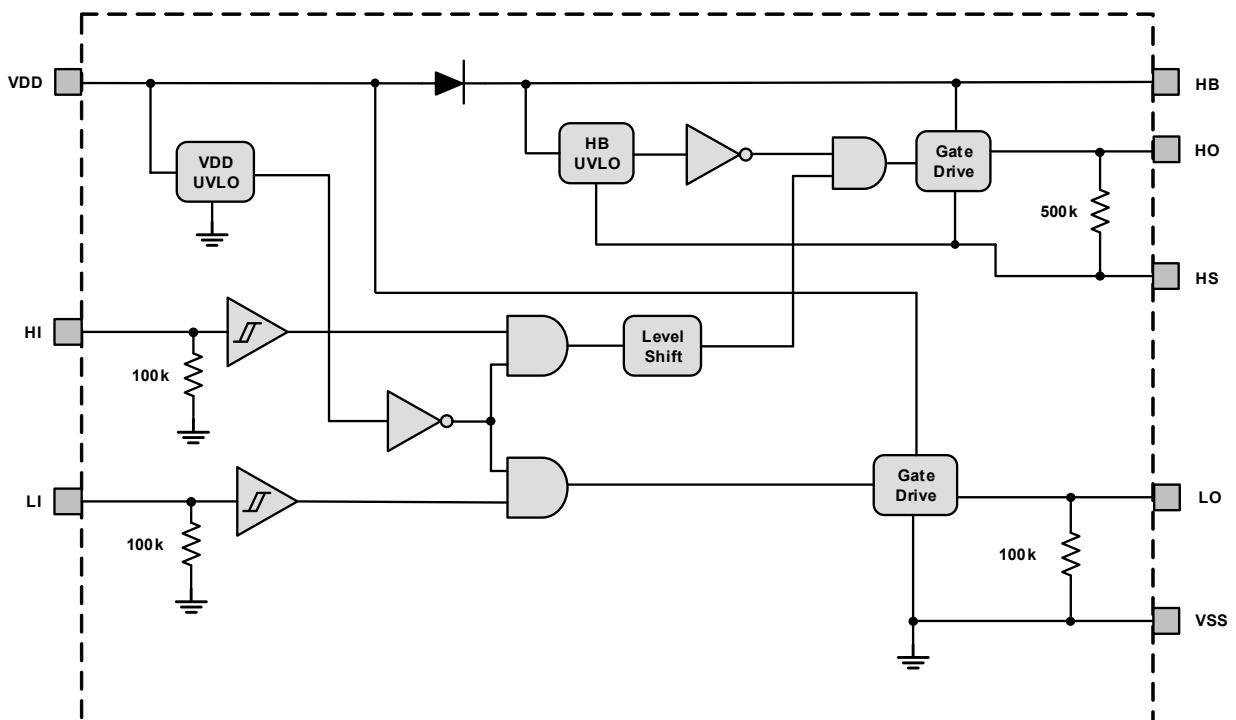 VDD
HB
HB
UVLO
Gate
Drive
HO
VDD
UVLO
500k
HS
HI
Level
Shift
100k
Gate
Drive
LI
LO
100k
100k
VSS